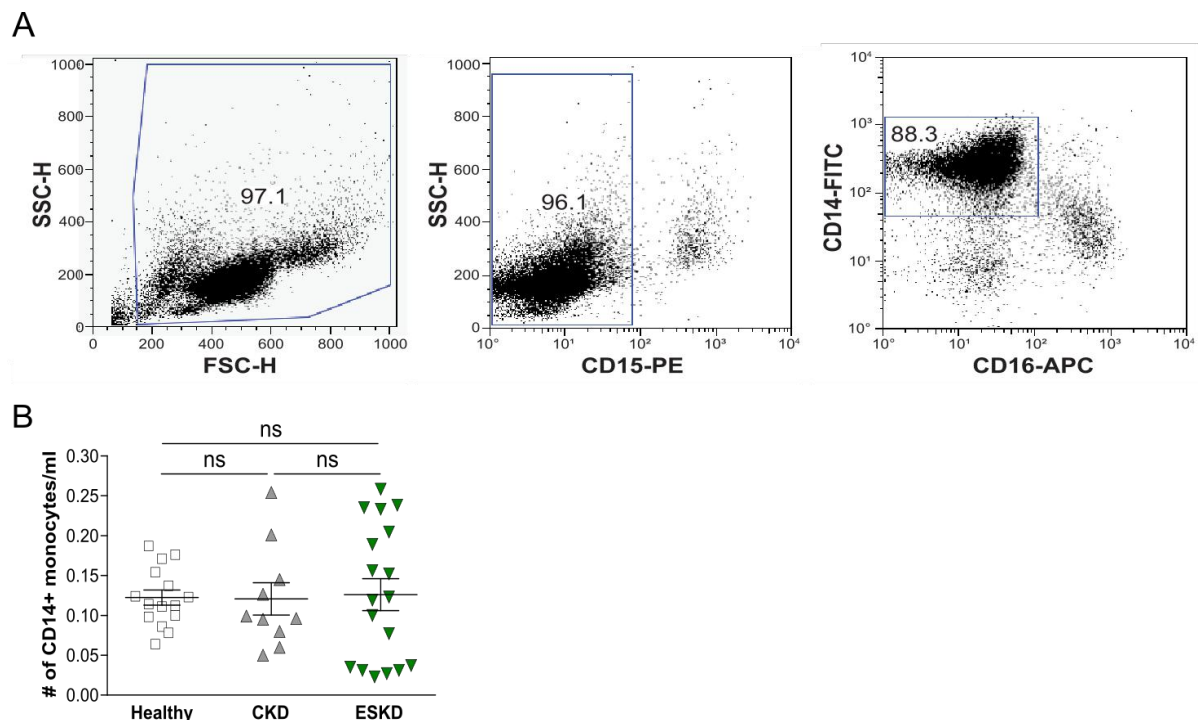 A
SSC-H
1000
800
600
400
200
0
97.1
0 200 400 600 800 1000
FSC-H
SSC-H
1000
800
600
400
200
0
96.1
10⁰ 10¹ 10² 10³ 10⁴
CD15-PE
CD14-FITC
10⁴
10³
10²
10¹
10⁰
88.3
10⁰ 10¹ 10² 10³ 10⁴
CD16-APC
B
# of CD14+ monocytes/ml
ns
ns ns
0.30
0.25
0.20
0.15
0.10
0.05
0.00
Healthy CKD ESKD